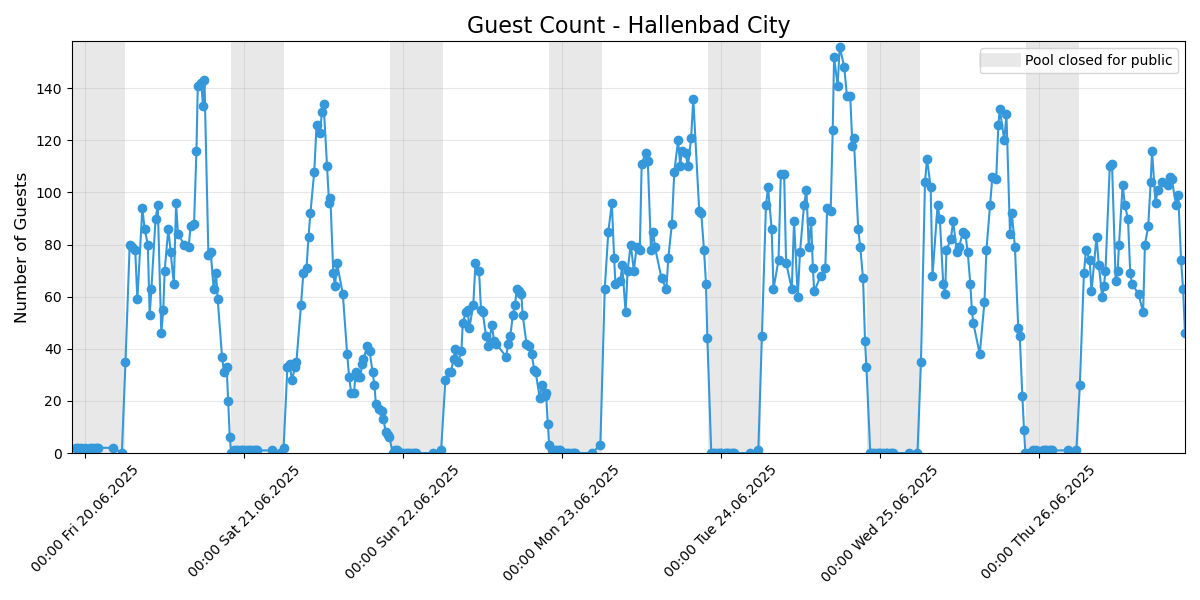 Guest Count - Hallenbad City
Pool closed for public
Number of Guests
140
120
100
80
60
40
20
0
00:00 Fri 20.06.2025
00:00 Sat 21.06.2025
00:00 Sun 22.06.2025
00:00 Mon 23.06.2025
00:00 Tue 24.06.2025
00:00 Wed 25.06.2025
00:00 Thu 26.06.2025